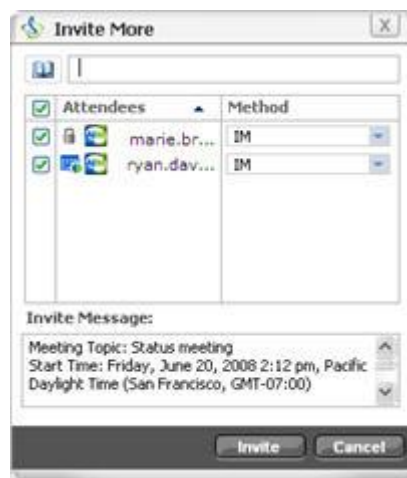 Invite More
X
Attendees Method
marie.br... IM
ryan.dav... IM
Invite Message:
Meeting Topic: Status meeting
Start Time: Friday, June 20, 2008 2:12 pm, Pacific
Daylight Time (San Francisco, GMT-07:00)
Invite Cancel